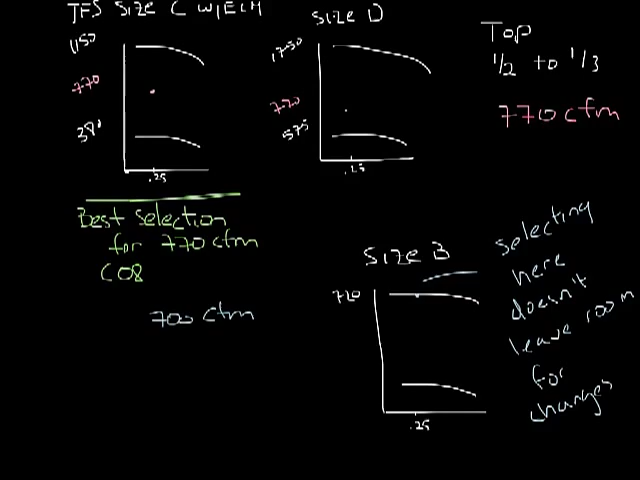 TFS Size C W/ECM
1150
770
380
.25
Size D
1750
770
575
.25
Top
1/2 to 1/3
770 cfm
Best selection
for 770 cfm
C08
700 cfm
Size B
720
.25
selecting
here
doesn't
leave room
for
changes